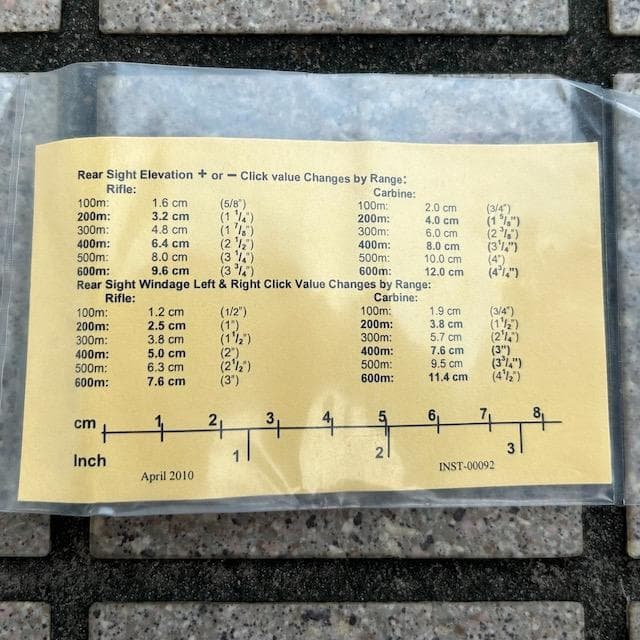 Rear Sight Elevation + or – Click value Changes by Range:
Rifle: Carbine:
100m: 1.6 cm (5/8") 100m: 2.0 cm (3/4")
200m: 3.2 cm (1 1/4") 200m: 4.0 cm (1 5/8")
300m: 4.8 cm (1 7/8") 300m: 6.0 cm (2 3/8")
400m: 6.4 cm (2 1/2") 400m: 8.0 cm (3 1/4")
500m: 8.0 cm (3 1/4") 500m: 10.0 cm (4")
600m: 9.6 cm (3 3/4") 600m: 12.0 cm (4 3/4")
Rear Sight Windage Left & Right Click Value Changes by Range:
Rifle: Carbine:
100m: 1.2 cm (1/2") 100m: 1.9 cm (3/4")
200m: 2.5 cm (1") 200m: 3.8 cm (1 1/2")
300m: 3.8 cm (1 1/2") 300m: 5.7 cm (2 1/4")
400m: 5.0 cm (2") 400m: 7.6 cm (3")
500m: 6.3 cm (2 1/2") 500m: 9.5 cm (3 3/4")
600m: 7.6 cm (3") 600m: 11.4 cm (4 1/2")
cm 1 2 3 4 5 6 7 8
Inch 1 2 3
April 2010 INST-00092